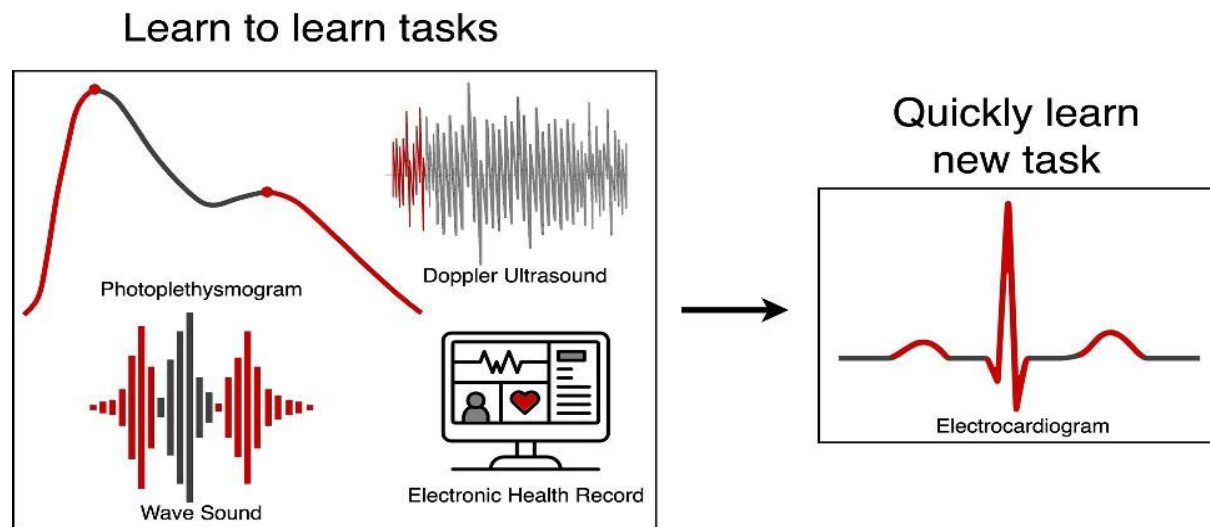 Learn to learn tasks
Photoplethysmogram
Doppler Ultrasound
Wave Sound
Electronic Health Record
Quickly learn
new task
Electrocardiogram